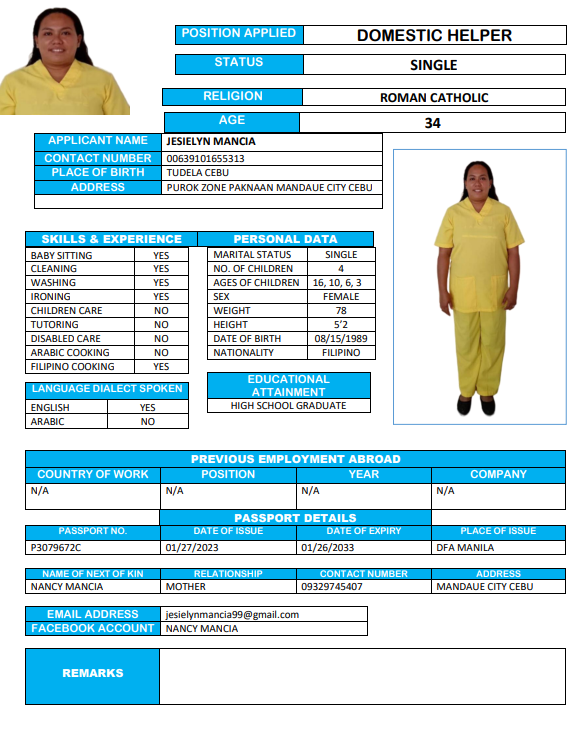 POSITION APPLIED DOMESTIC HELPER
STATUS SINGLE
RELIGION ROMAN CATHOLIC
AGE 34
APPLICANT NAME JESIELYN MANCIA
CONTACT NUMBER 00639101655313
PLACE OF BIRTH TUDELA CEBU
ADDRESS PUROK ZONE PAKNAAN MANDAUE CITY CEBU
SKILLS & EXPERIENCE
BABY SITTING YES
CLEANING YES
WASHING YES
IRONING YES
CHILDREN CARE NO
TUTORING NO
DISABLED CARE NO
ARABIC COOKING NO
FILIPINO COOKING YES
LANGUAGE DIALECT SPOKEN
ENGLISH YES
ARABIC NO
PERSONAL DATA
MARITAL STATUS SINGLE
NO. OF CHILDREN 4
AGES OF CHILDREN 16, 10, 6, 3
SEX FEMALE
WEIGHT 78
HEIGHT 5’2
DATE OF BIRTH 08/15/1989
NATIONALITY FILIPINO
EDUCATIONAL
ATTAINMENT
HIGH SCHOOL GRADUATE
PREVIOUS EMPLOYMENT ABROAD
COUNTRY OF WORK POSITION YEAR COMPANY
N/A N/A N/A N/A
PASSPORT DETAILS
PASSPORT NO. DATE OF ISSUE DATE OF EXPIRY PLACE OF ISSUE
P3079672C 01/27/2023 01/26/2033 DFA MANILA
NAME OF NEXT OF KIN RELATIONSHIP CONTACT NUMBER ADDRESS
NANCY MANCIA MOTHER 09329745407 MANDAUE CITY CEBU
EMAIL ADDRESS jesielynmancia99@gmail.com
FACEBOOK ACCOUNT NANCY MANCIA
REMARKS